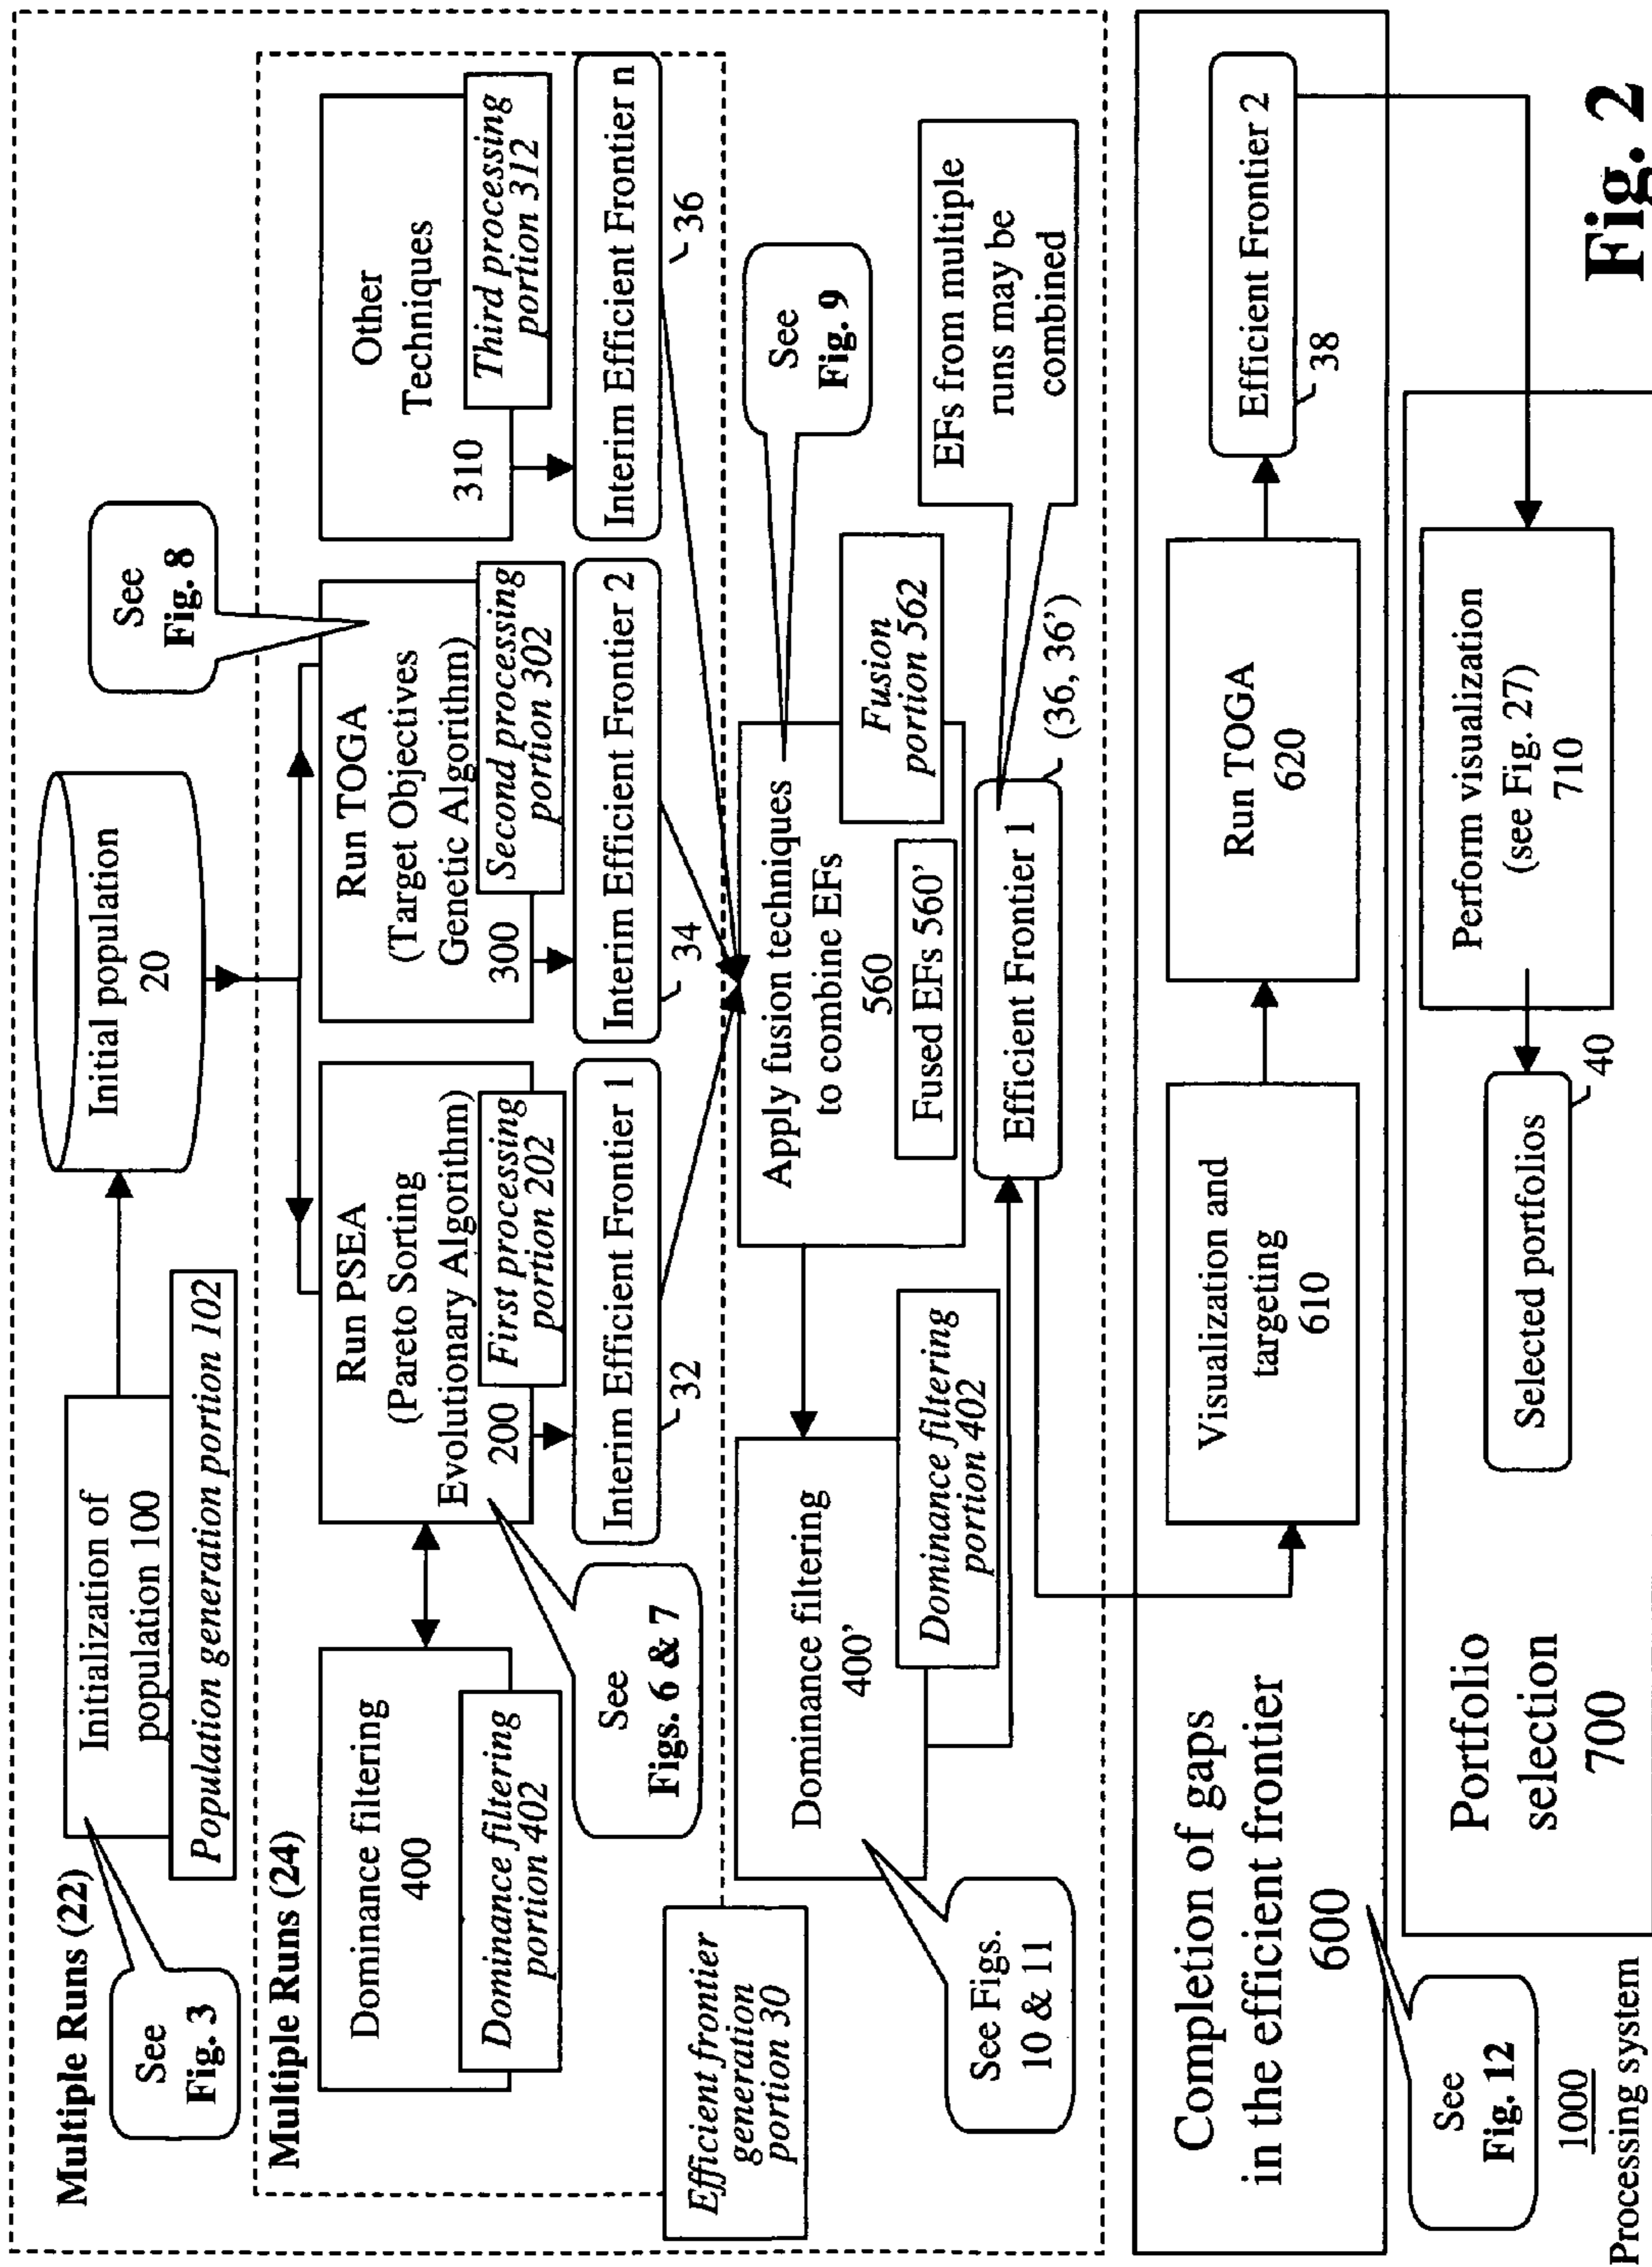 Multiple Runs (22)
See
Fig. 3
Initialization of
population 100
Population generation portion 102
Initial population
20
See
Fig. 8
Multiple Runs (24)
Dominance filtering
400
Dominance filtering
portion 402
See
Figs. 6 & 7
Run PSEA
(Pareto Sorting
Evolutionary Algorithm)
200
First processing
portion 202
Interim Efficient Frontier 1
32
Run TOGA
(Target Objectives
Genetic Algorithm)
300
Second processing
portion 302
Interim Efficient Frontier 2
34
Other
Techniques
310
Third processing
portion 312
Interim Efficient Frontier n
36
Efficient frontier
generation
portion 30
Dominance filtering
400’
Dominance filtering
portion 402
See Figs.
10 & 11
Apply fusion techniques
to combine EFs
560
Fused EFs 560’
Fusion
portion 562
See
Fig. 9
Efficient Frontier 1
(36, 36’)
EFs from multiple
runs may be
combined
Completion of gaps
in the efficient frontier
600
See
Fig. 12
Visualization and
targeting
610
Run TOGA
620
Efficient Frontier 2
38
Portfolio
selection
700
Selected portfolios
40
Perform visualization
(see Fig. 27)
710
1000
Processing system
Fig. 2